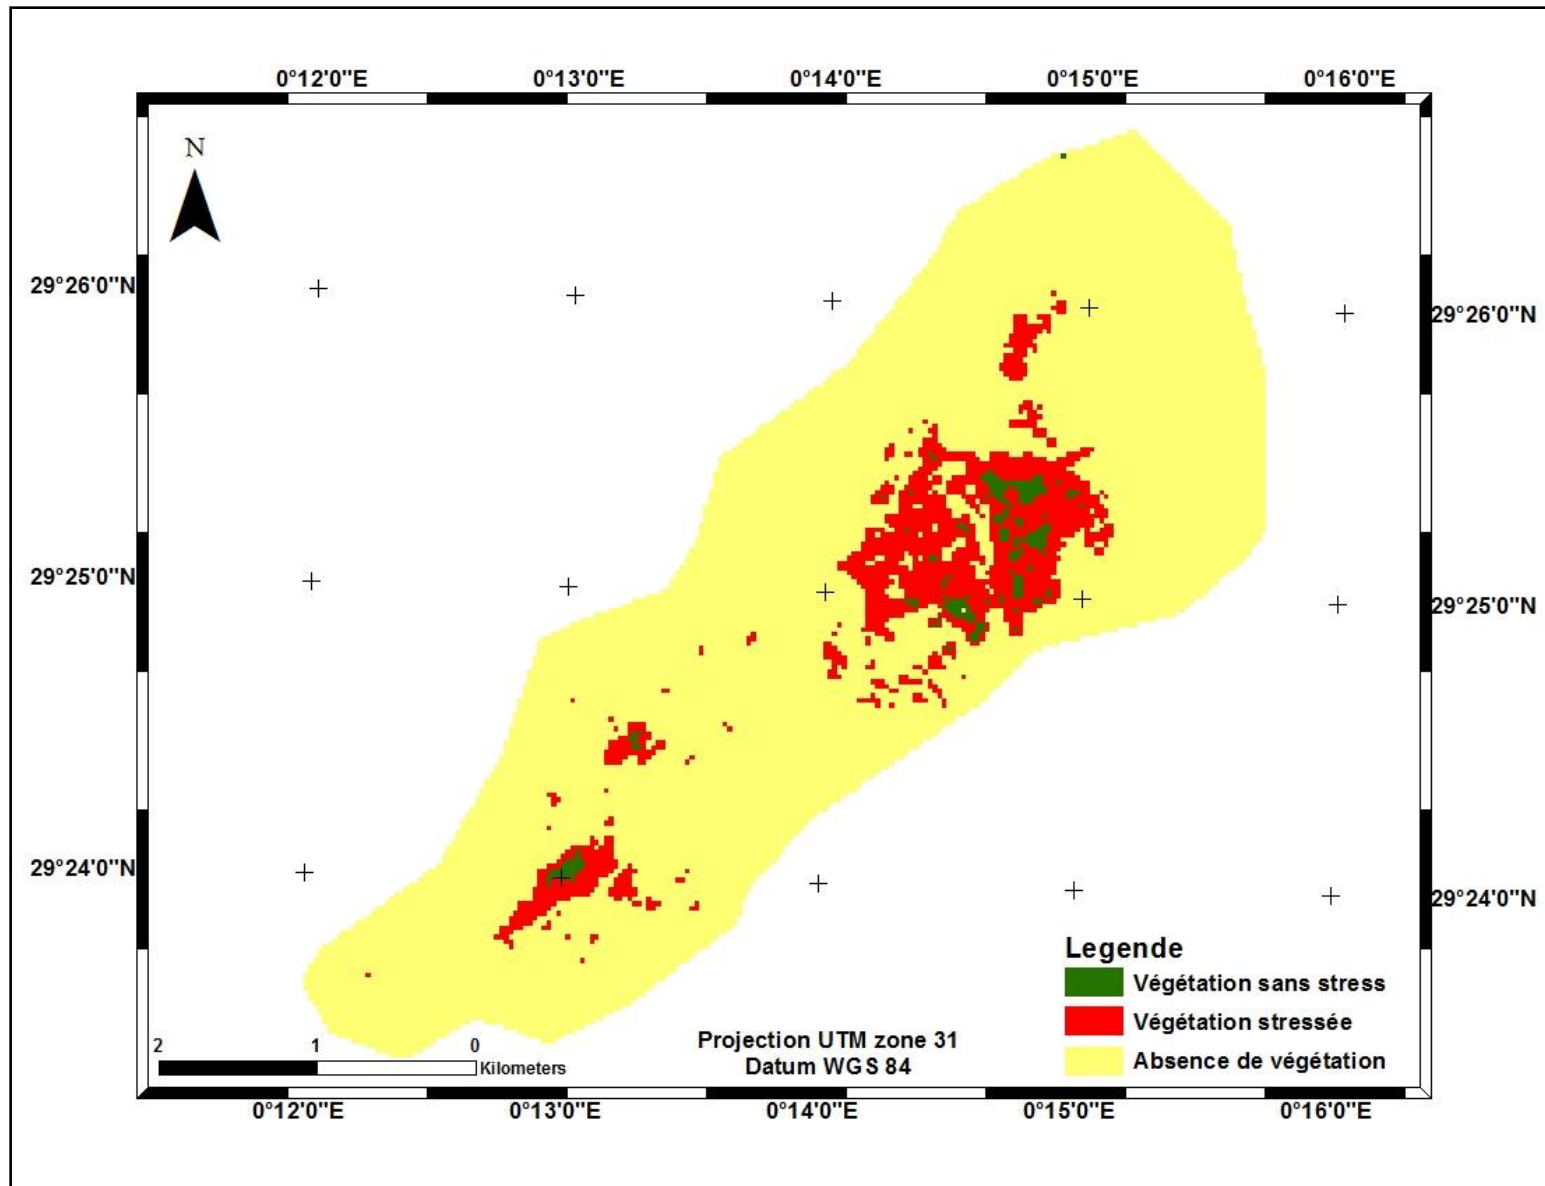 0°12'0"E 0°13'0"E 0°14'0"E 0°15'0"E 0°16'0"E
N
29°26'0"N 29°26'0"N
29°25'0"N 29°25'0"N
29°24'0"N 29°24'0"N
Legende
Végétation sans stress
Végétation stressée
Absence de végétation
Projection UTM zone 31
Datum WGS 84
2 1 0
Kilometers
0°12'0"E 0°13'0"E 0°14'0"E 0°15'0"E 0°16'0"E